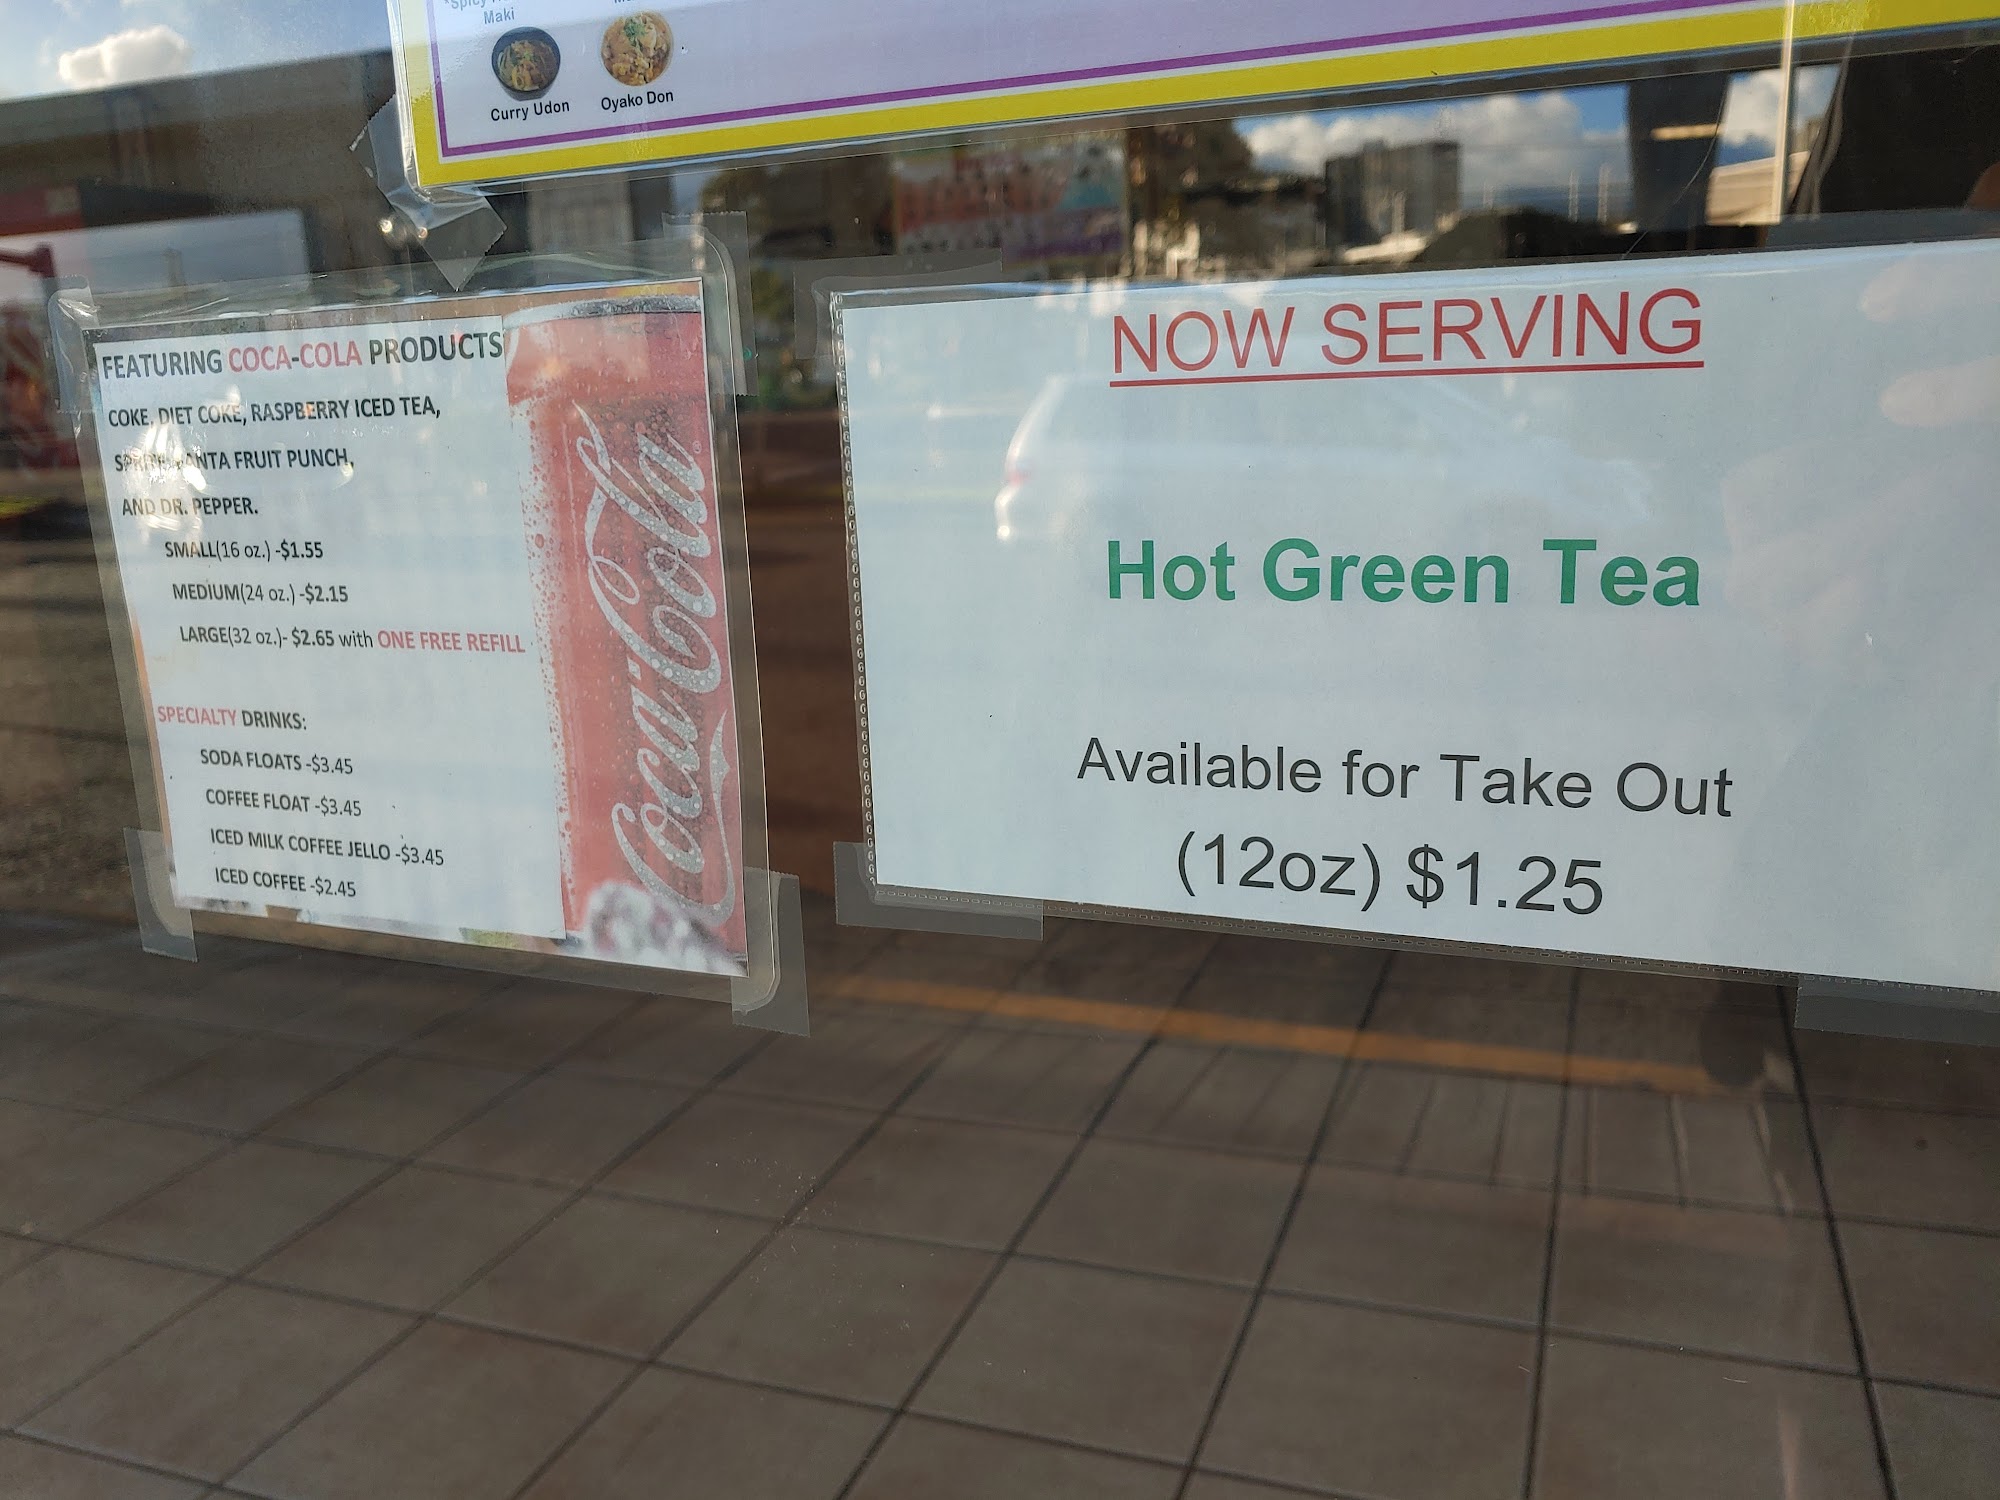 Maki
Curry Udon
Oyako Don
FEATURING COCA-COLA PRODUCTS
COKE, DIET COKE, RASPBERRY ICED TEA,
FRUIT PUNCH,
AND DR. PEPPER.
SMALL(16 oz.) -$1.55
MEDIUM(24 oz.) -$2.15
LARGE(32 oz.)- $2.65 with ONE FREE REFILL
SPECIALTY DRINKS:
SODA FLOATS -$3.45
COFFEE FLOAT -$3.45
ICED MILK COFFEE JELLO -$3.45
ICED COFFEE -$2.45
Coca-Cola
NOW SERVING
Hot Green Tea
Available for Take Out
(12oz) $1.25